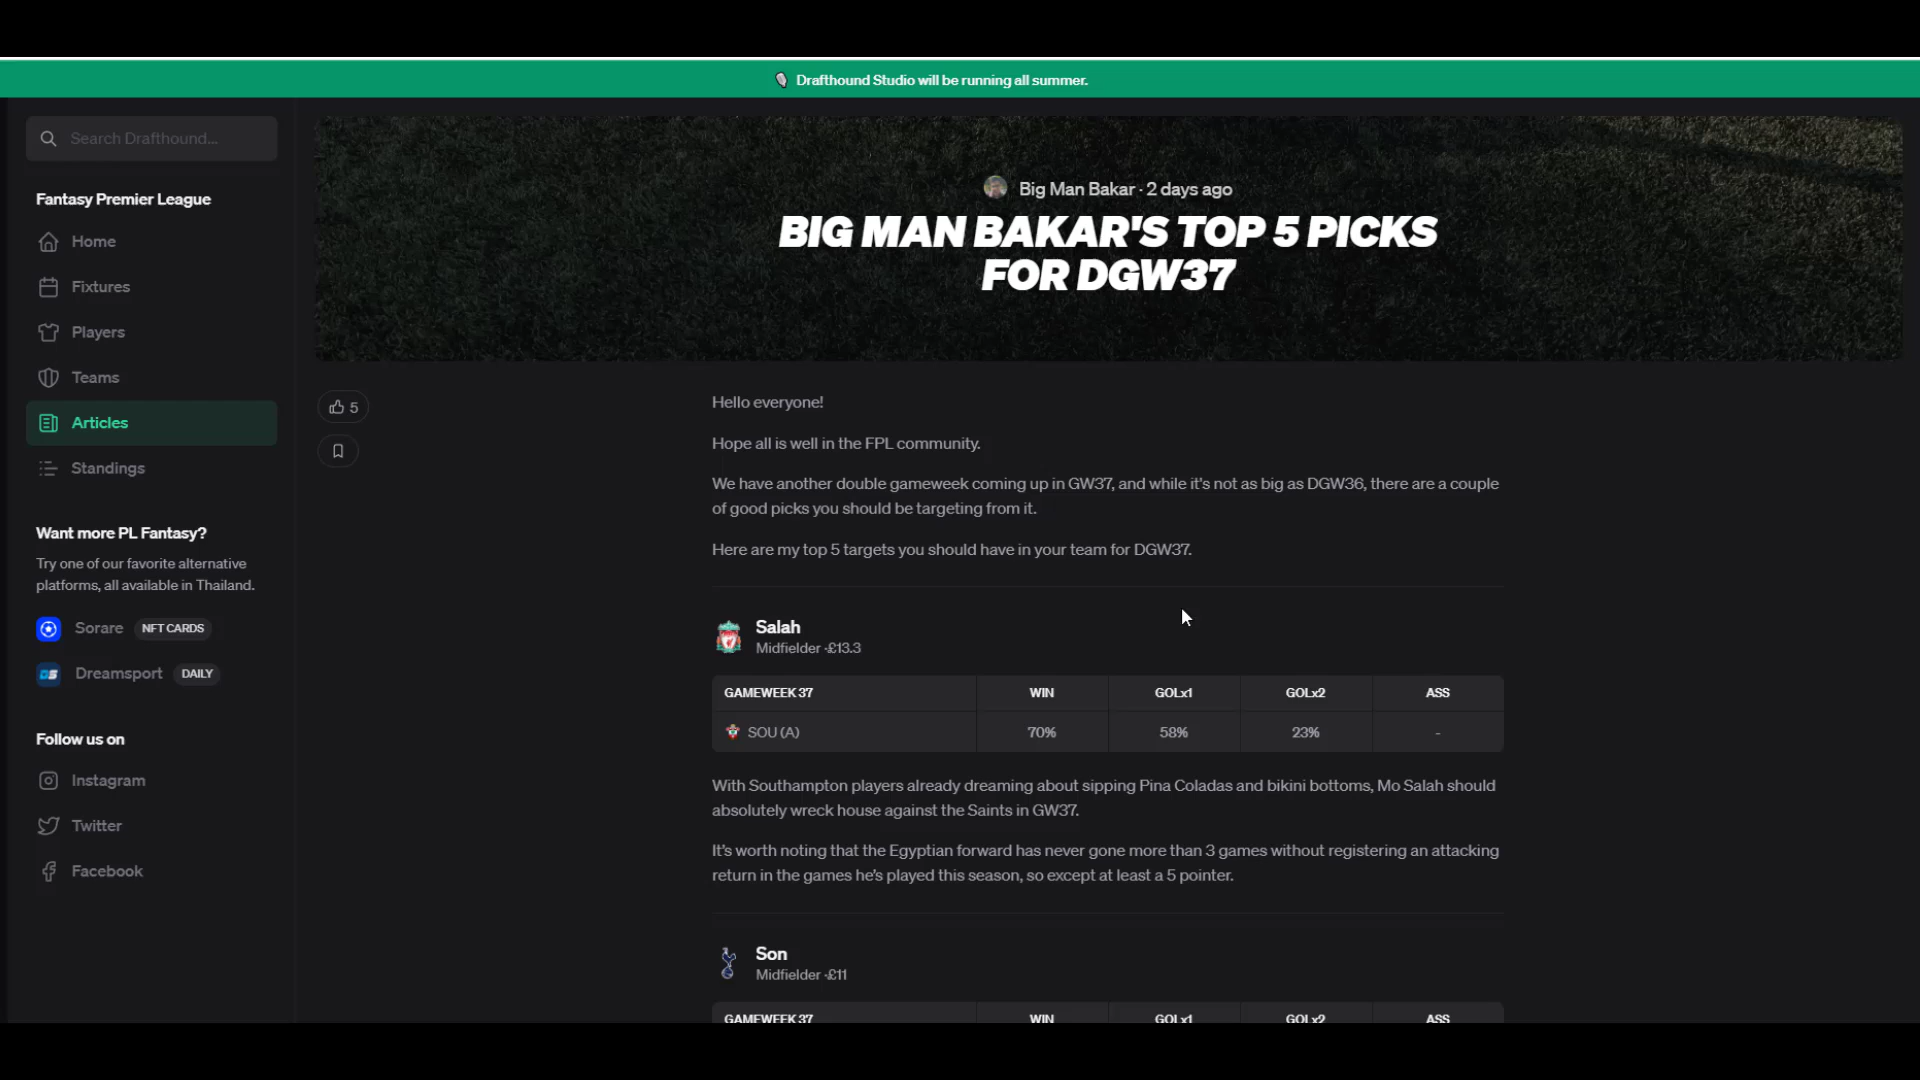 Drafthound Studio will be running all summer.
Search Drafthound...
Fantasy Premier League
Home
Fixtures
Players
Teams
Articles
Standings
Want more PL Fantasy?
Try one of our favorite alternative
platforms, all available in Thailand.
Sorare NFT CARDS
Dreamsport DAILY
Follow us on
Instagram
Twitter
Facebook
Big Man Bakar · 2 days ago
BIG MAN BAKAR'S TOP 5 PICKS
FOR DGW37
5
Hello everyone!
Hope all is well in the FPL community.
We have another double gameweek coming up in GW37, and while it's not as big as DGW36, there are a couple
of good picks you should be targeting from it.
Here are my top 5 targets you should have in your team for DGW37.
Salah
Midfielder ·£13.3
GAMEWEEK 37 WIN GOLx1 GOLx2 ASS
SOU (A) 70% 58% 23% -
With Southampton players already dreaming about sipping Pina Coladas and bikini bottoms, Mo Salah should
absolutely wreck house against the Saints in GW37.
It's worth noting that the Egyptian forward has never gone more than 3 games without registering an attacking
return in the games he's played this season, so except at least a 5 pointer.
Son
Midfielder ·£11
GAMEWEEK 37 WIN GOLx1 GOLx2 ASS